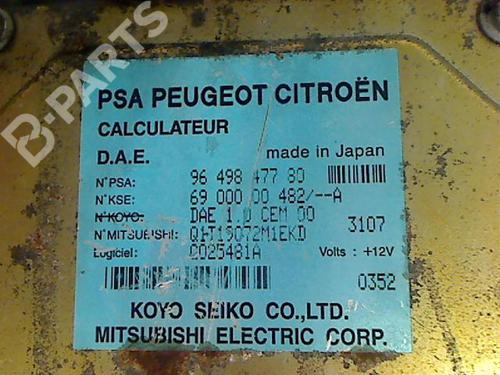 B-PARTS
PSA PEUGEOT CITROËN
CALCULATEUR
D.A.E. made in Japan
N°PSA: 96 498 477 80
N°KSE: 69 000 00 482/--A
N°KOYO: DAE 1.0 CEM 00
N°MITSUBISHI: Q1T19072M1EKD 3107
Logiciel: C025481A Volts : +12V
0352
KOYO SEIKO CO.,LTD.
MITSUBISHI ELECTRIC CORP.